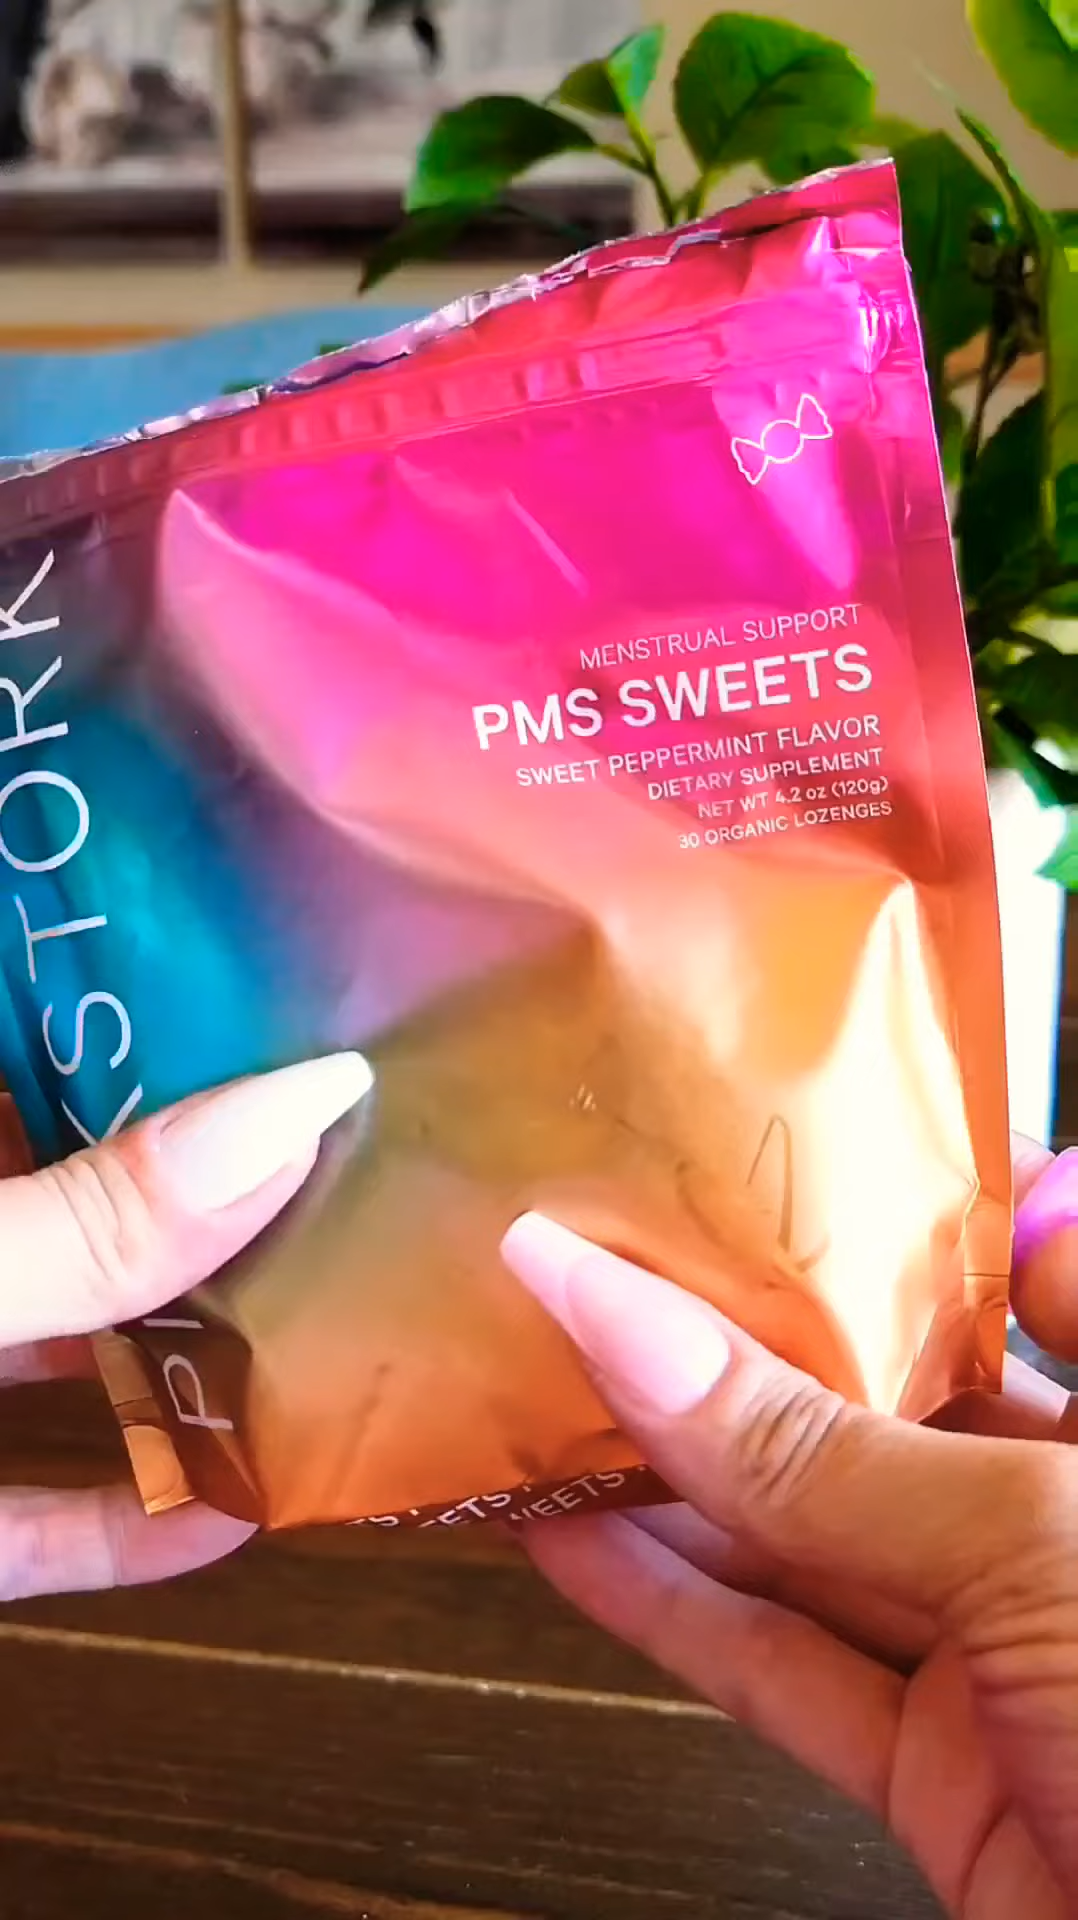 MENSTRUAL SUPPORT
PMS SWEETS
SWEET PEPPERMINT FLAVOR
DIETARY SUPPLEMENT
NET WT 4.2 oz (120g)
30 ORGANIC LOZENGES
KSTORK